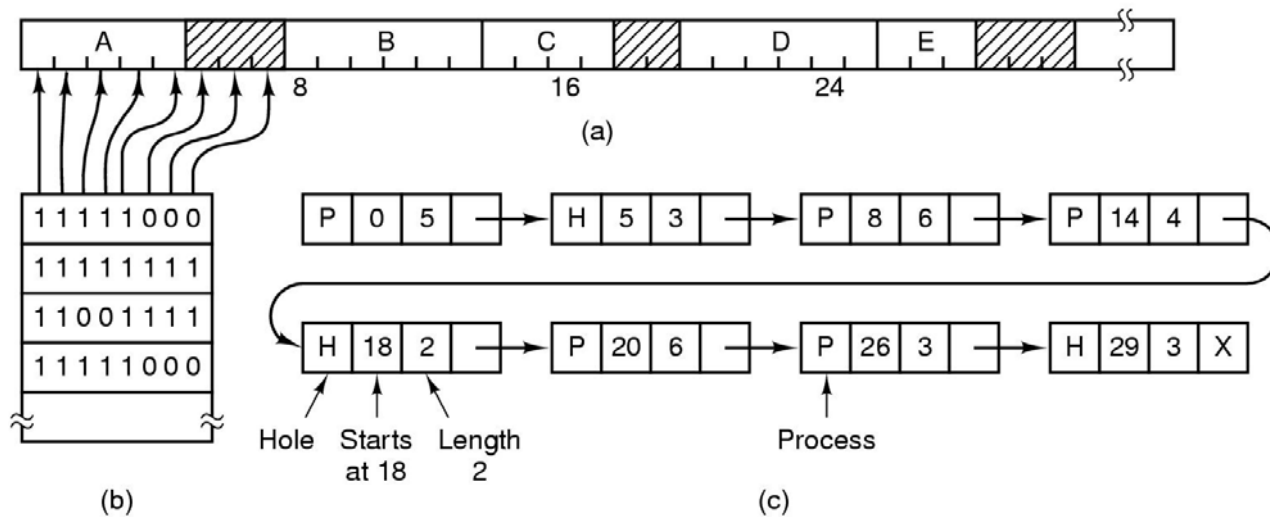 A B C D E
8 16 24
(a)
1 1 1 1 1 0 0 0
1 1 1 1 1 1 1 1
1 1 0 0 1 1 1 1
1 1 1 1 1 0 0 0
(b)
P 0 5 H 5 3 P 8 6 P 14 4
H 18 2 P 20 6 P 26 3 H 29 3 X
Hole Starts at 18 Length 2 Process
(c)